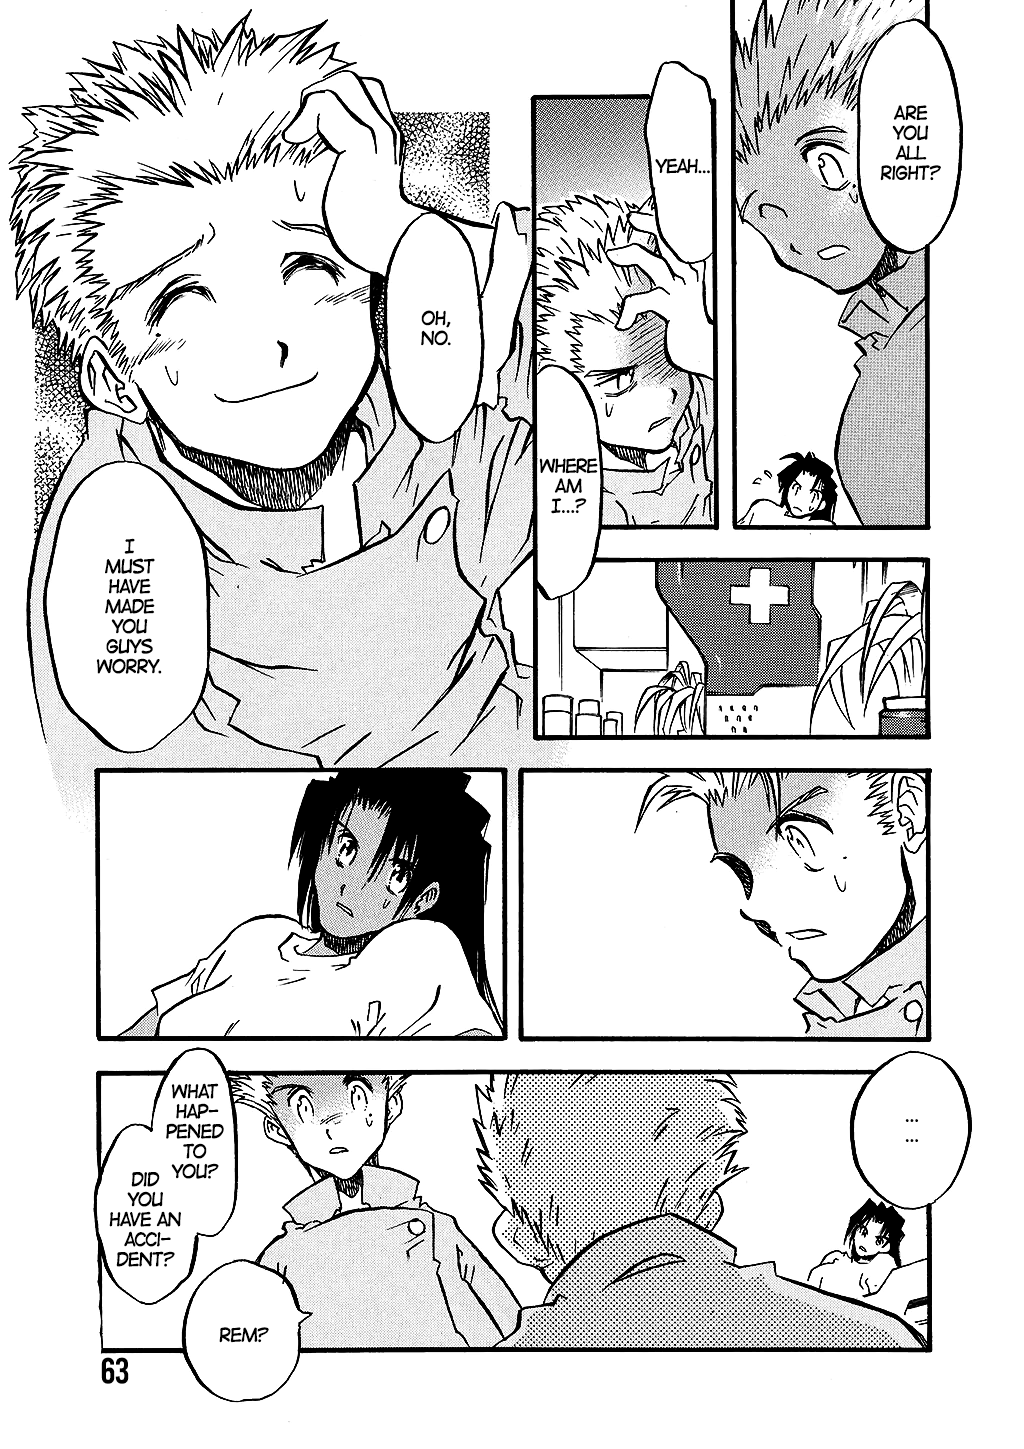 ARE
YOU
ALL
RIGHT?
YEAH...
WHERE
AM
I...?
OH,
NO.
I
MUST
HAVE
MADE
YOU
GUYS
WORRY.
...
...
WHAT
HAP-
PENED
TO
YOU?
DID
YOU
HAVE AN
ACCI-
DENT?
REM?
63